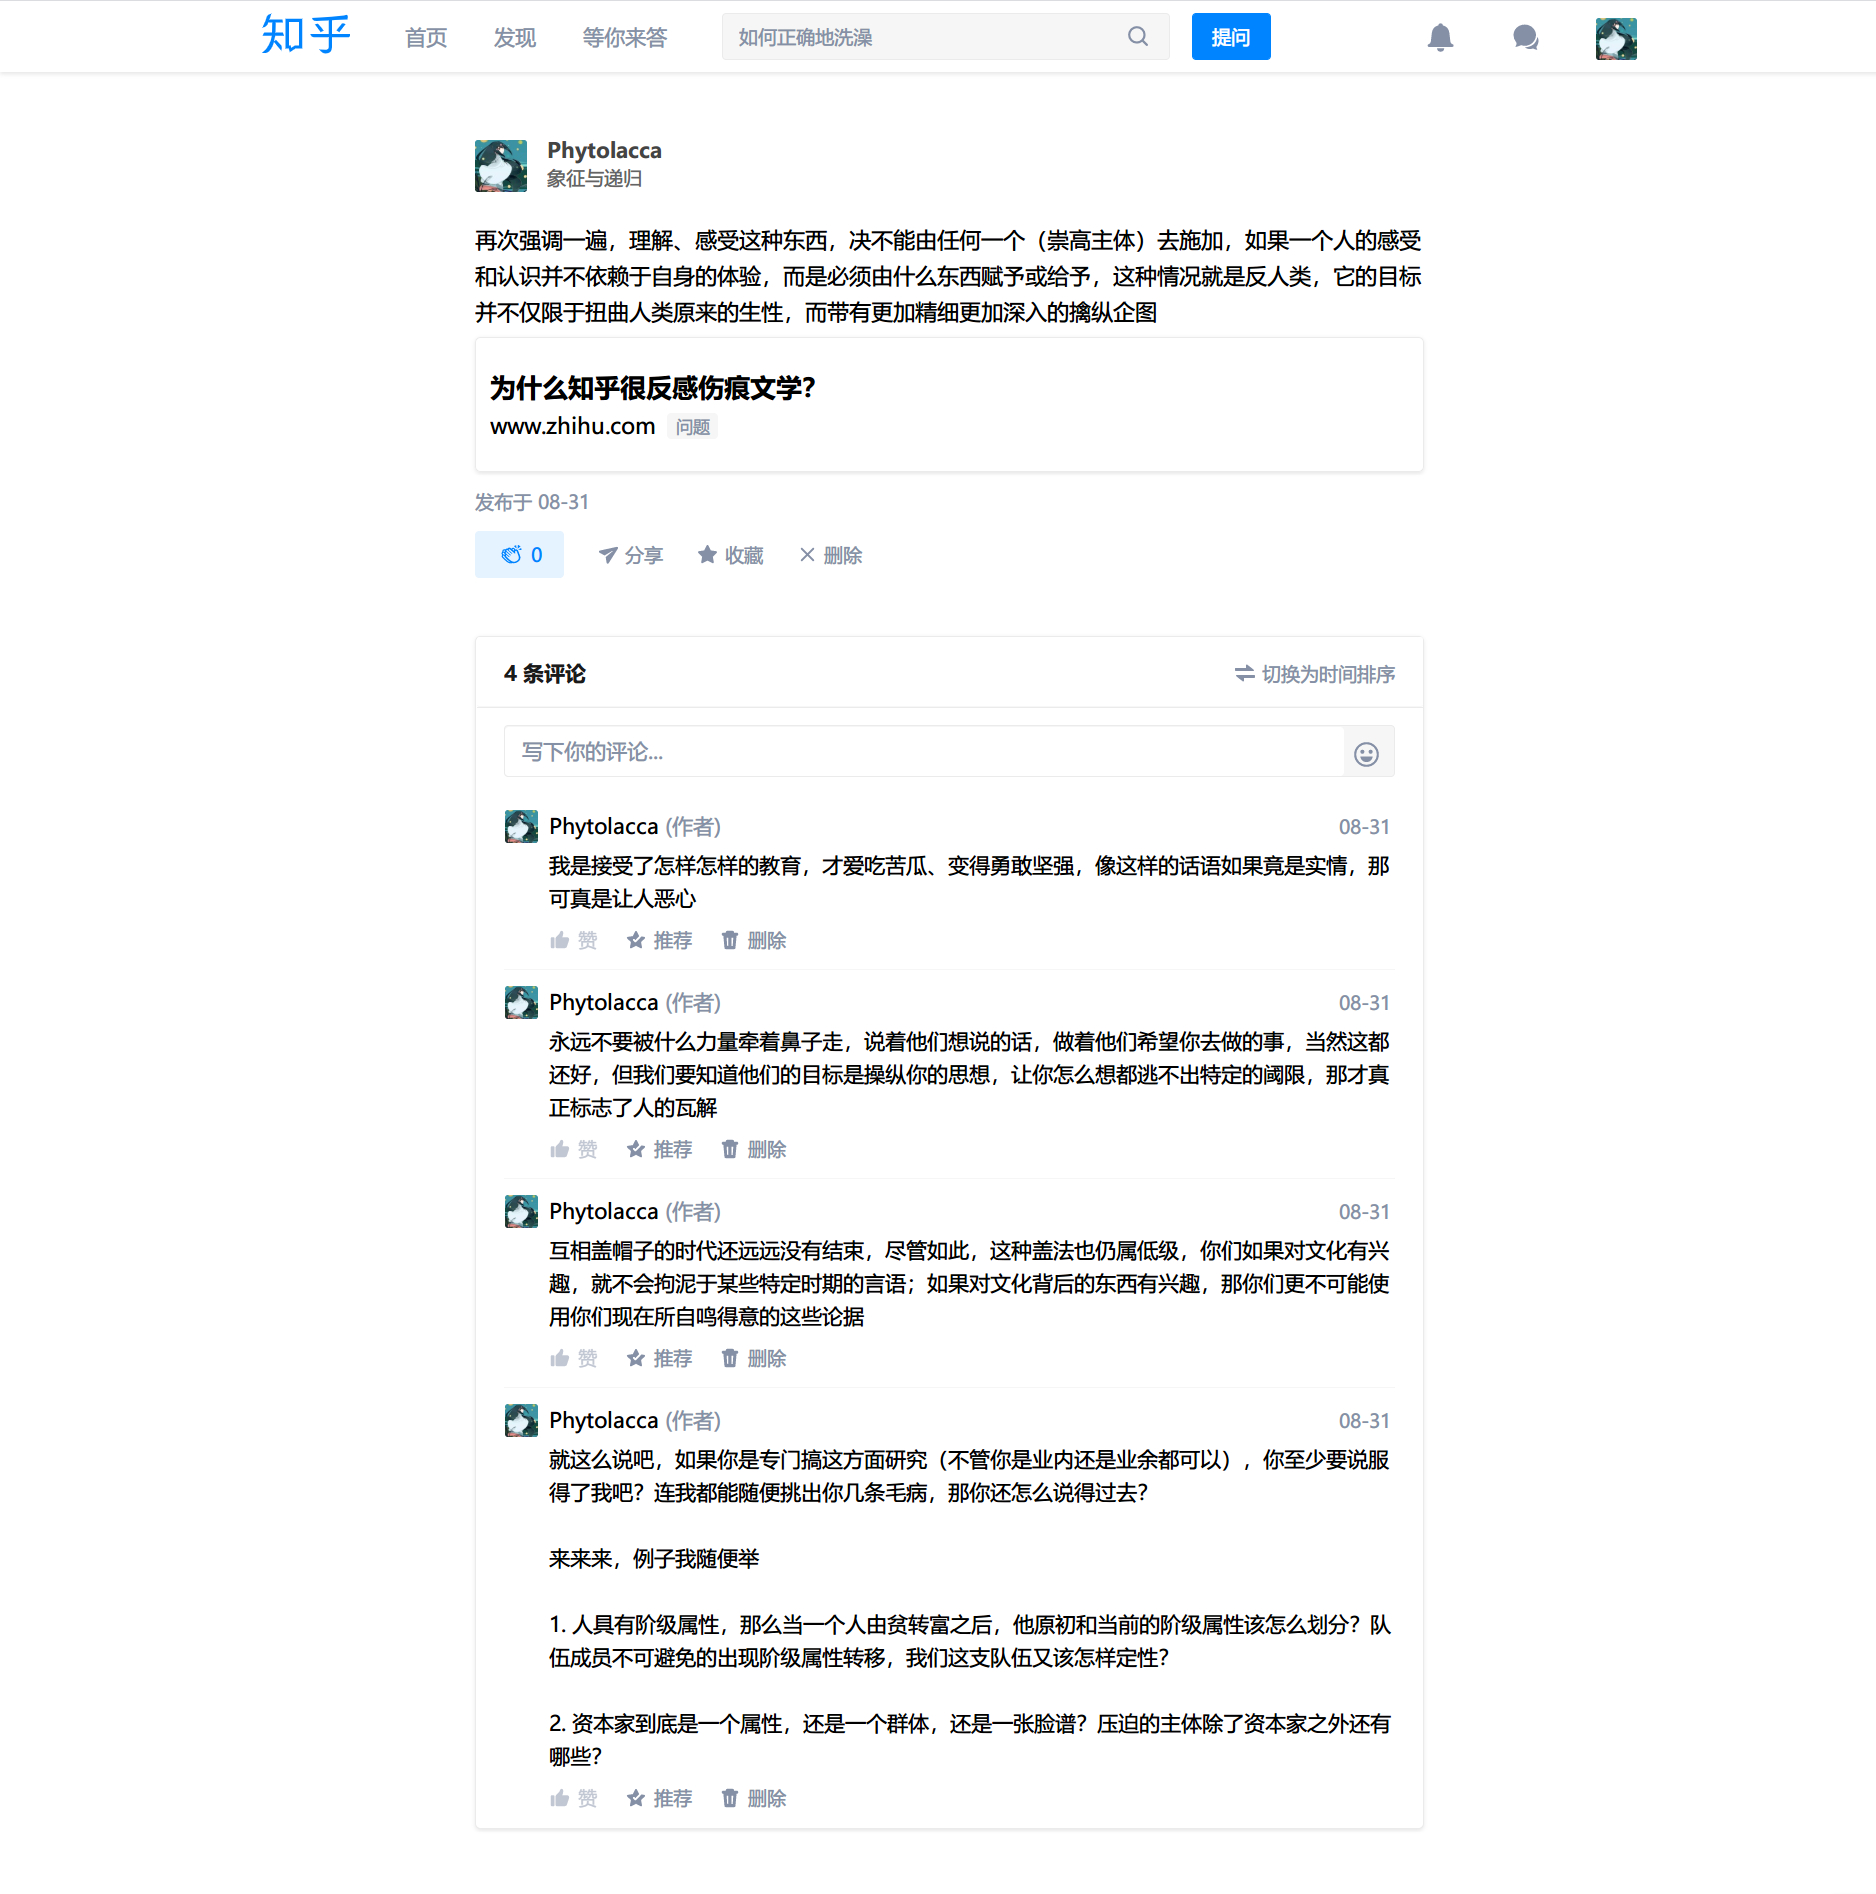 知乎 首页 发现 等你来答 如何正确地洗澡 提问
Phytolacca
象征与递归
再次强调一遍，理解、感受这种东西，决不能由任何一个（崇高主体）去施加，如果一个人的感受
和认识并不依赖于自身的体验，而是必须由什么东西赋予或给予，这种情况就是反人类，它的目标
并不仅限于扭曲人类原来的生性，而带有更加精细更加深入的擒纵企图
为什么知乎很反感伤痕文学？
www.zhihu.com 问题
发布于 08-31
0 分享 收藏 删除
4 条评论 切换为时间排序
写下你的评论...
Phytolacca (作者) 08-31
我是接受了怎样怎样的教育，才爱吃苦瓜、变得勇敢坚强，像这样的话语如果竟是实情，那
可真是让人恶心
赞 推荐 删除
Phytolacca (作者) 08-31
永远不要被什么力量牵着鼻子走，说着他们想说的话，做着他们希望你去做的事，当然这都
还好，但我们要知道他们的目标是操纵你的思想，让你怎么想都逃不出特定的阈限，那才真
正标志了人的瓦解
赞 推荐 删除
Phytolacca (作者) 08-31
互相盖帽子的时代还远远没有结束，尽管如此，这种盖法也仍属低级，你们如果对文化有兴
趣，就不会拘泥于某些特定时期的言语；如果对文化背后的东西有兴趣，那你们更不可能使
用你们现在所自鸣得意的这些论据
赞 推荐 删除
Phytolacca (作者) 08-31
就这么说吧，如果你是专门搞这方面研究（不管你是业内还是业余都可以），你至少要说服
得了我吧？连我都能随便挑出你几条毛病，那你还怎么说得过去？
来来来，例子我随便举
1. 人具有阶级属性，那么当一个人由贫转富之后，他原初和当前的阶级属性该怎么划分？队
伍成员不可避免的出现阶级属性转移，我们这支队伍又该怎样定性？
2. 资本家到底是一个属性，还是一个群体，还是一张脸谱？压迫的主体除了资本家之外还有
哪些？
赞 推荐 删除